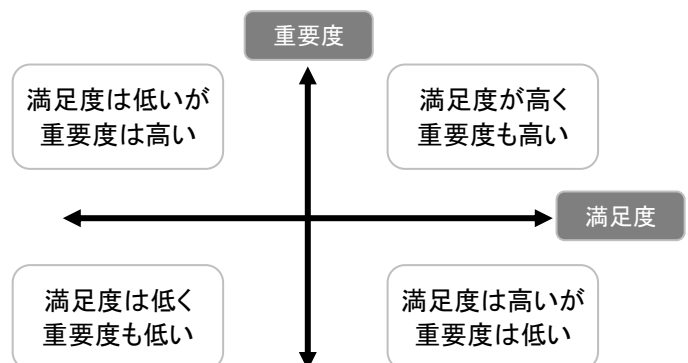 重要度
満足度は低いが
重要度は高い
満足度が高く
重要度も高い
満足度
満足度は低く
重要度も低い
満足度は高いが
重要度は低い